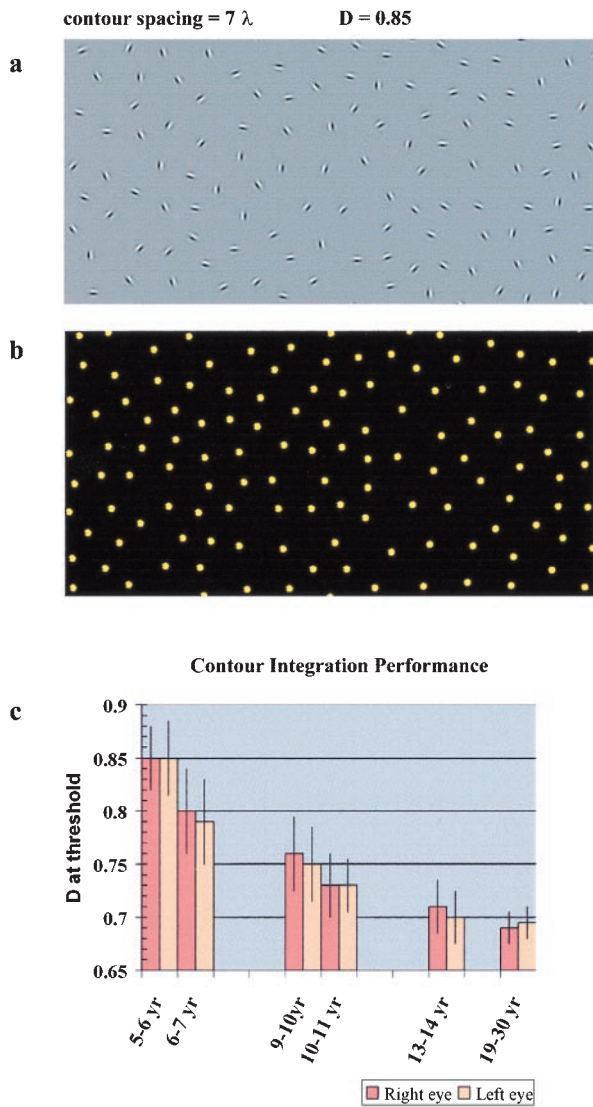 contour spacing = 7 λ D = 0.85
a
b
Contour Integration Performance
c
D at threshold
0.9
0.85
0.8
0.75
0.7
0.65
5-6 yr
6-7 yr
9-10yr
10-11 yr
13-14 yr
19-30 yr
Right eye Left eye